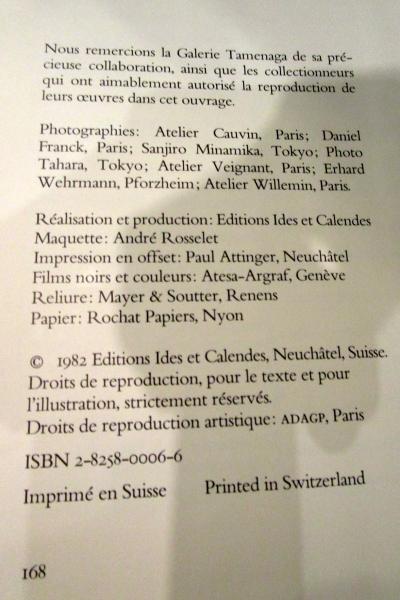 Nous remercions la Galerie Tamenaga de sa pré-
cieuse collaboration, ainsi que les collectionneurs
qui ont aimablement autorisé la reproduction de
leurs œuvres dans cet ouvrage.
Photographies: Atelier Cauvin, Paris; Daniel
Franck, Paris; Sanjiro Minamika, Tokyo; Photo
Tahara, Tokyo; Atelier Veignant, Paris; Erhard
Wehrmann, Pforzheim; Atelier Willemin, Paris.
Réalisation et production: Editions Ides et Calendes
Maquette: André Rosselet
Impression en offset: Paul Attinger, Neuchâtel
Films noirs et couleurs: Atesa-Argraf, Genève
Reliure: Mayer & Soutter, Renens
Papier: Rochat Papiers, Nyon
© 1982 Editions Ides et Calendes, Neuchâtel, Suisse.
Droits de reproduction, pour le texte et pour
l'illustration, strictement réservés.
Droits de reproduction artistique: ADAGP, Paris
ISBN 2-8258-0006-6
Imprimé en Suisse Printed in Switzerland
168